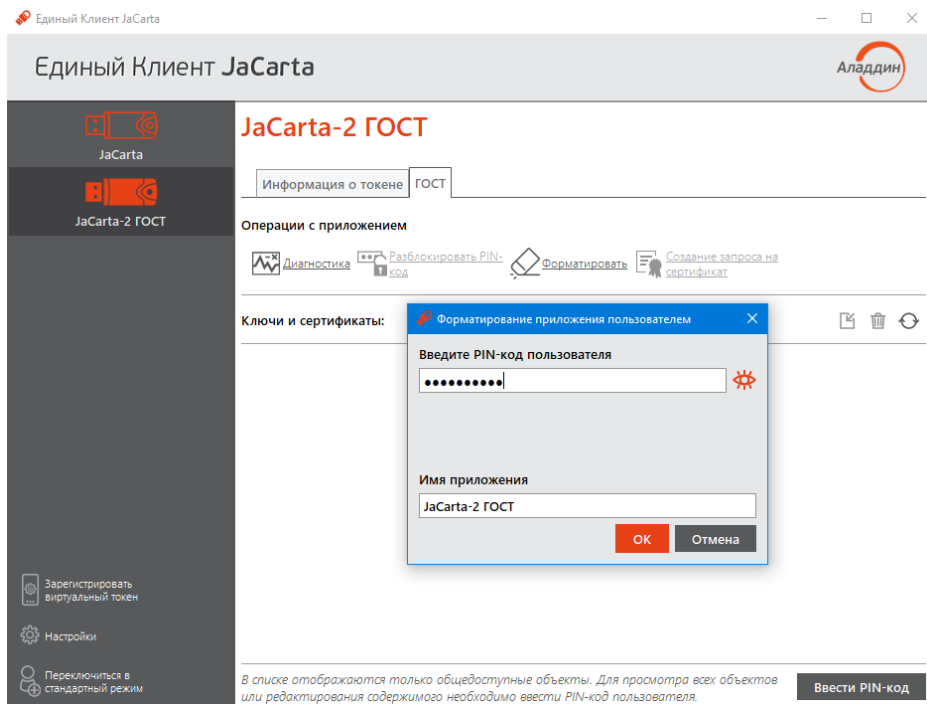 Единый Клиент JaCarta
Единый Клиент JaCarta
Аладдин
JaCarta
JaCarta-2 ГОСТ
JaCarta-2 ГОСТ
Информация о токене
ГОСТ
Операции с приложением
Диагностика
Разблокировать PIN-
код
Форматировать
Создание запроса на
сертификат
Ключи и сертификаты:
Форматирование приложения пользователем
Введите PIN-код пользователя
Имя приложения
JaCarta-2 ГОСТ
ОК
Отмена
Зарегистрировать
виртуальный токен
Настройки
Переключиться в
стандартный режим
В списке отображаются только общедоступные объекты. Для просмотра всех объектов
или редактирования содержимого необходимо ввести PIN-код пользователя.
Ввести PIN-код